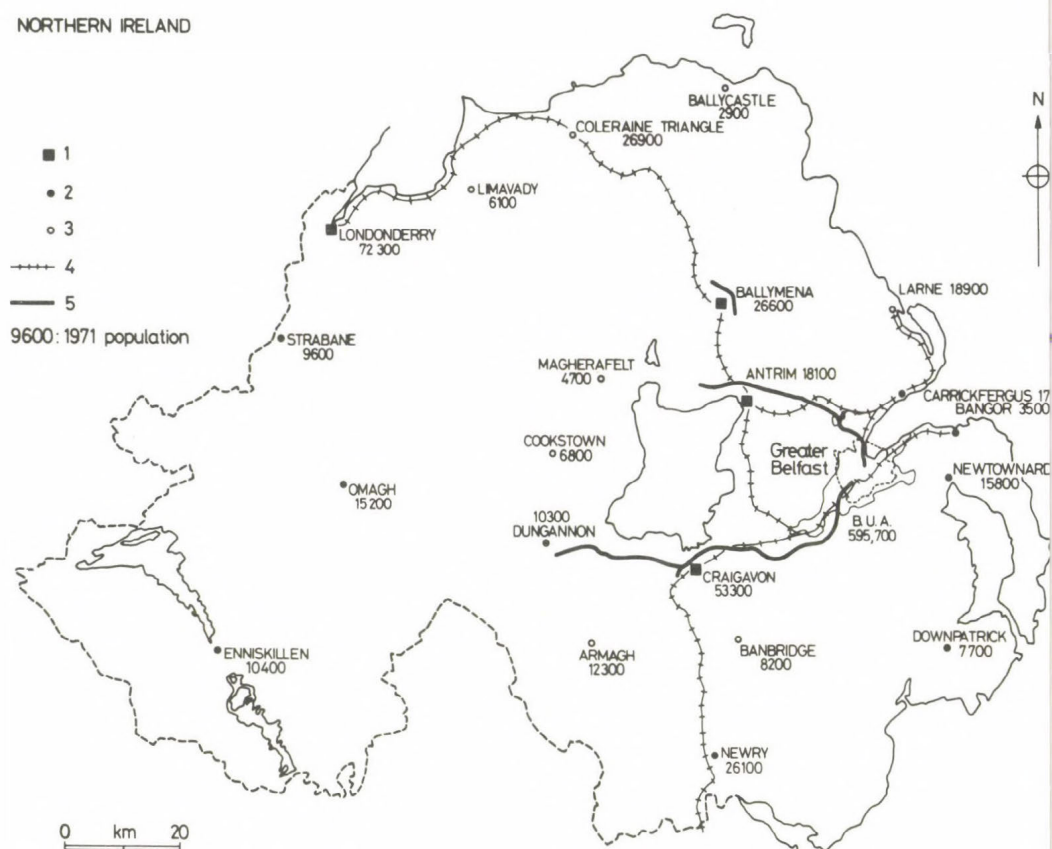 NORTHERN IRELAND
N
BALLYCASTLE
2900
COLERAINE TRIANGLE
26900
1
2
3
4
5
9600: 1971 population
LIMAVADY
6100
LONDONDERRY
72300
BALLYMENA
26600
LARNE 18900
STRABANE
9600
MAGHERAFELT
4700
ANTRIM 18100
CARRICKFERGUS 17
BANGOR 3500
COOKSTOWN
6800
Greater
Belfast
NEWTOWNARD
15800
OMAGH
15200
10300
DUNGANNON
B.U.A.
595,700
CRAIGAVON
53300
ENNISKILLEN
10400
ARMAGH
12300
BANBRIDGE
8200
DOWNPATRICK
7700
NEWRY
26100
0 km 20